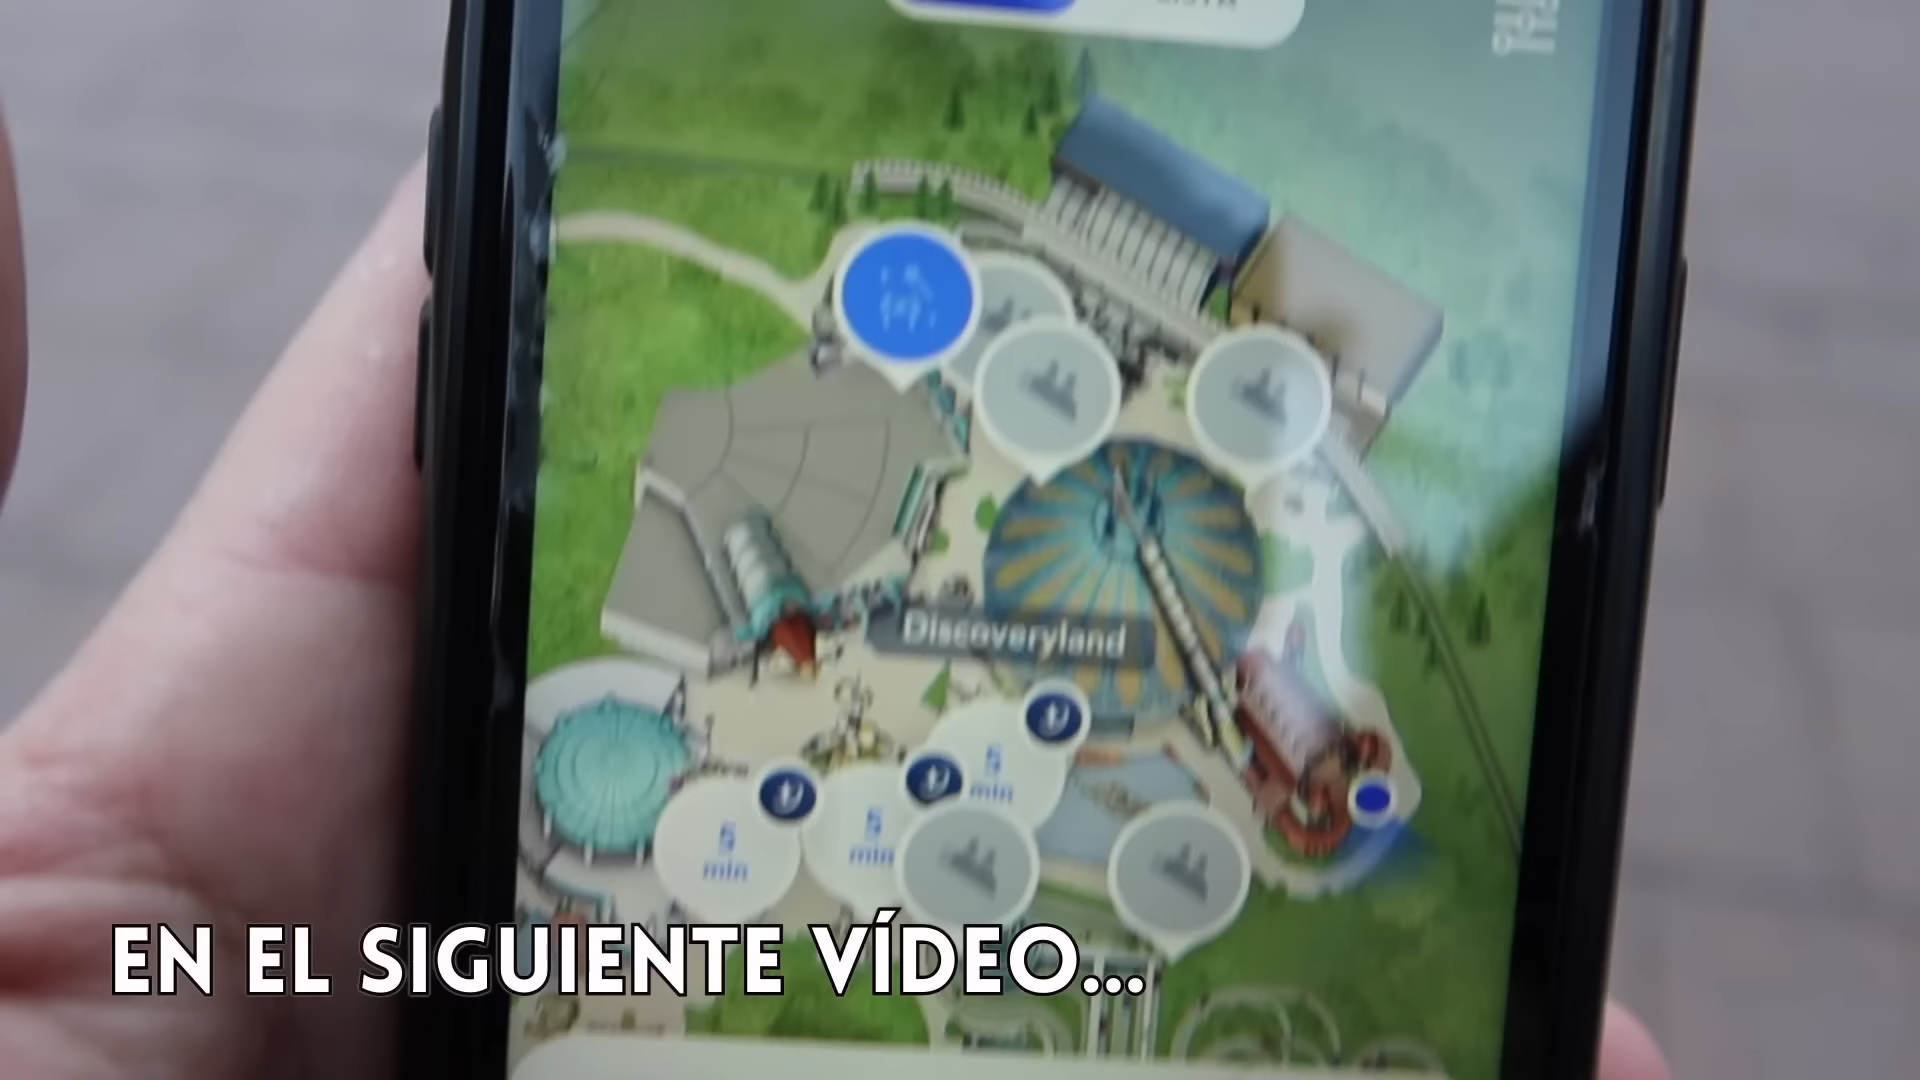 Discoveryland
5
min
5
min
5
min
EN EL SIGUIENTE VÍDEO...